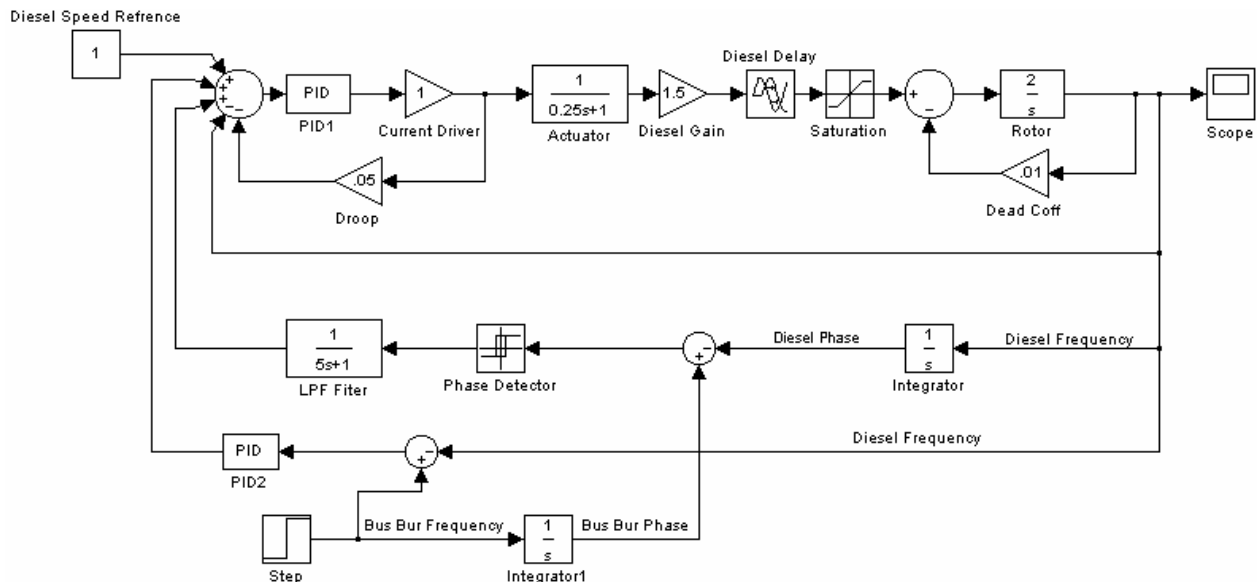 Diesel Speed Refrence
1
+
+
+
−
−
PID
PID1
1
Current Driver
1
0.25s+1
Actuator
1.5
Diesel Gain
Diesel Delay
Saturation
+
−
2
s
Rotor
Scope
.05
Droop
.01
Dead Coff
1
5s+1
LPF Fiter
Phase Detector
−
+
Diesel Phase
1
s
Integrator
Diesel Frequency
PID
PID2
−
+
Diesel Frequency
Step
Bus Bur Frequency
1
s
Integrator1
Bus Bur Phase